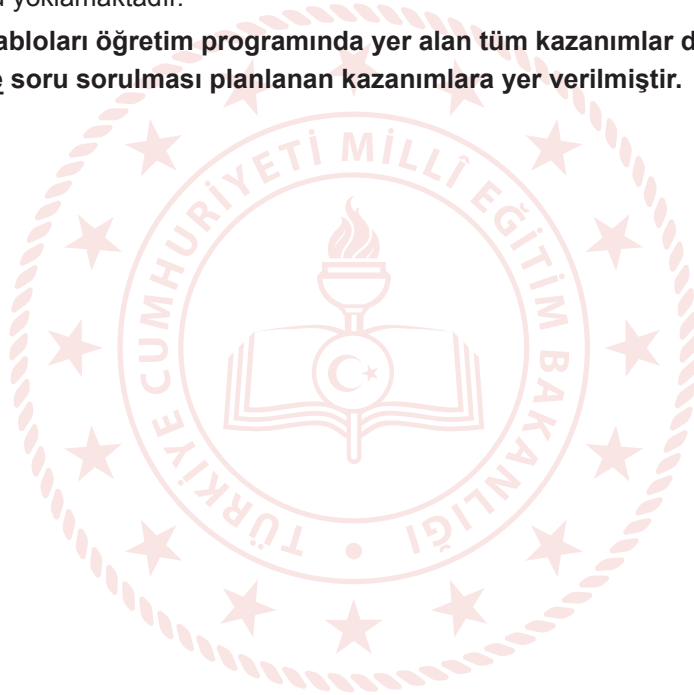 yoklamaktadır.
abloları öğretim programında yer alan tüm kazanımlar d
soru sorulması planlanan kazanımlara yer verilmiştir.
TÜRKİYE CUMHURİYETİ MİLLÎ EĞİTİM BAKANLIĞI